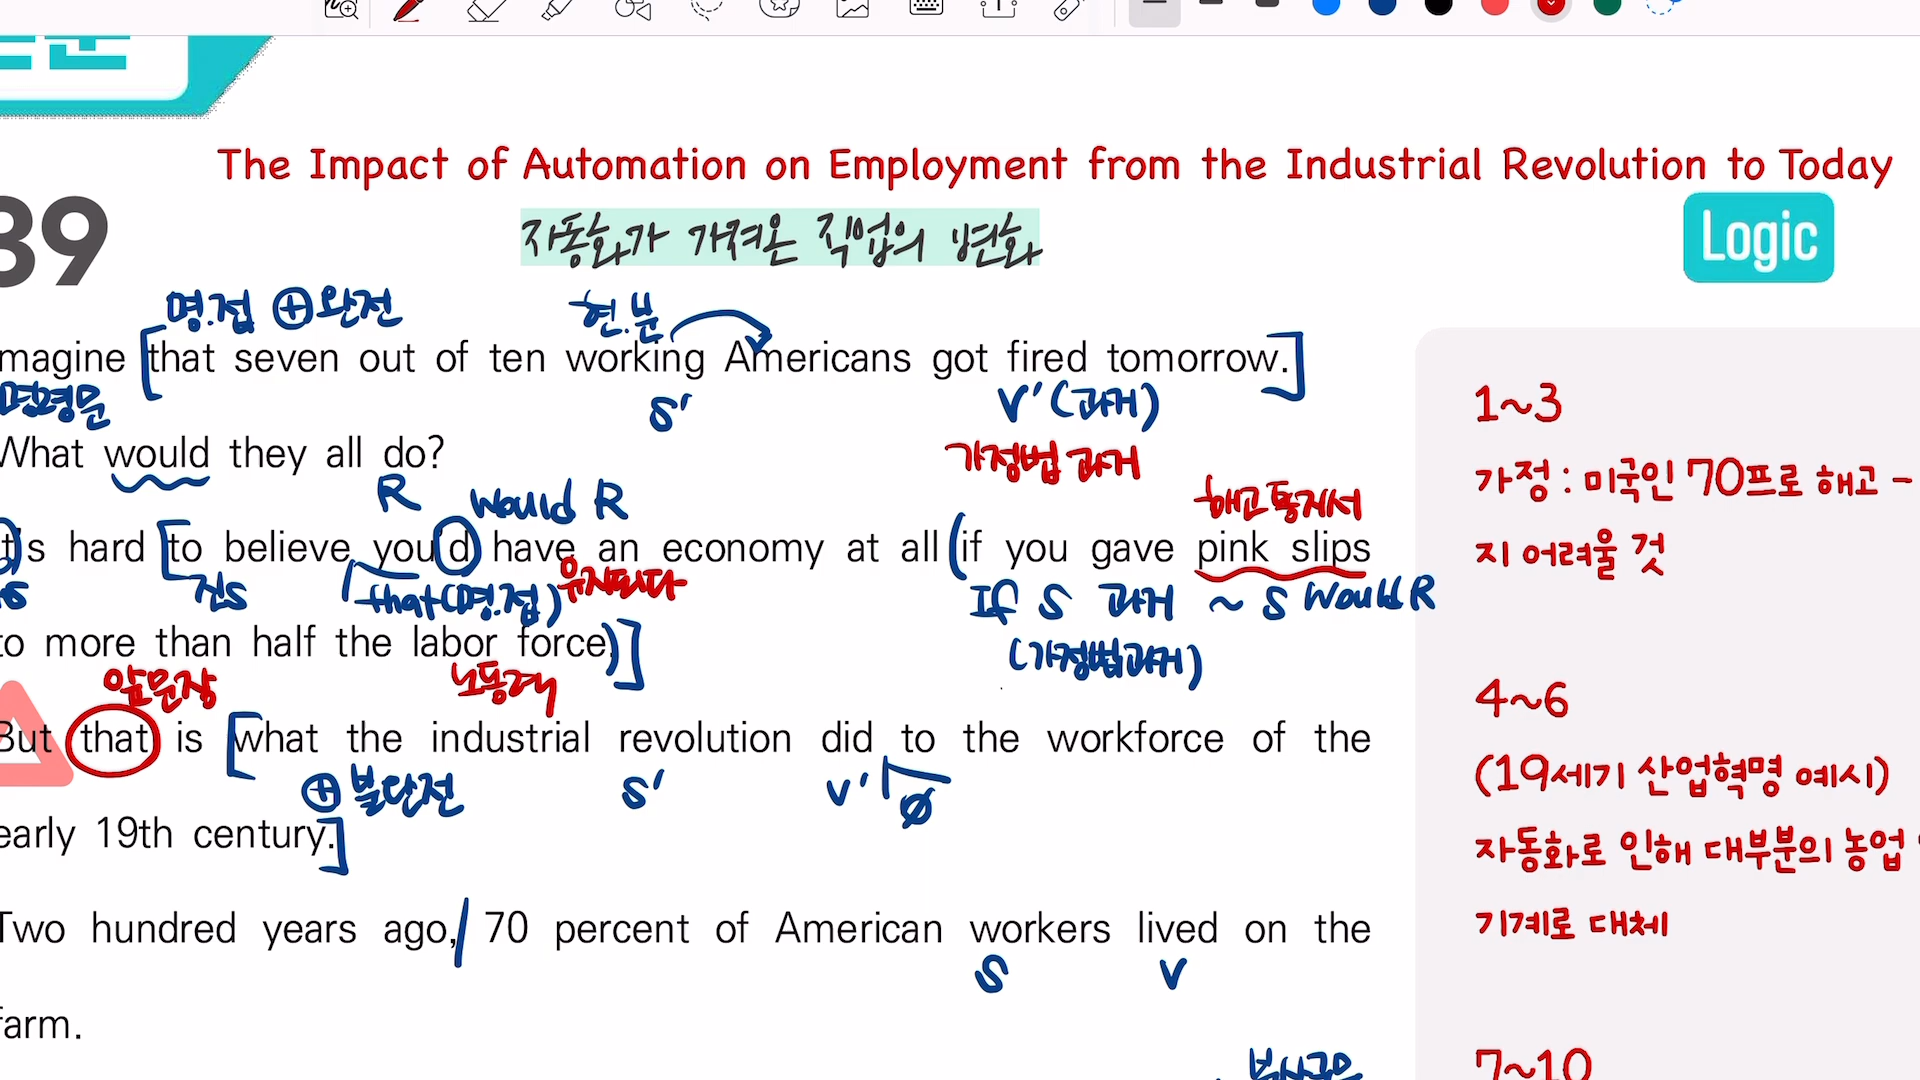 The Impact of Automation on Employment from the Industrial Revolution to Today
39
자동화가 가져온 직업의 변화
Logic
명.접 ⊕완전
현.분
magine [that seven out of ten working Americans got fired tomorrow.]
명령문
S'
V'(과거)
What would they all do?
가정법 과거
R
would R
해고 통지서
t's hard [to believe you'd have an economy at all (if you gave pink slips
진S
that(명.접)
유지되다
If S 과거 ~ S would R
to more than half the labor force.)]
(가정법과거)
앞문장
노동력
But that is [what the industrial revolution did to the workforce of the
⊕불완전
S'
V'
Ø
early 19th century.]
Two hundred years ago,/ 70 percent of American workers lived on the
S
V
farm.
1~3
가정 : 미국인 70프로 해고 -
지 어려울 것
4~6
(19세기 산업혁명 예시)
자동화로 인해 대부분의 농업
기계로 대체
7~10